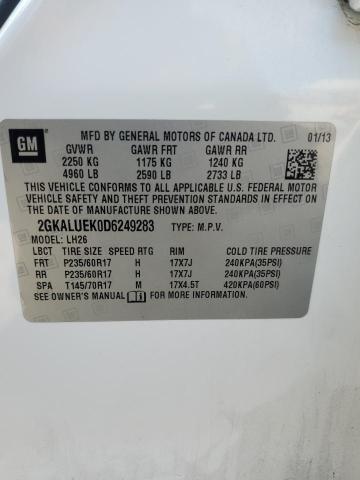 GM
MFD BY GENERAL MOTORS OF CANADA LTD. 01/13
GVWR GAWR FRT GAWR RR
2250 KG 1175 KG 1240 KG
4960 LB 2590 LB 2733 LB
THIS VEHICLE CONFORMS TO ALL APPLICABLE U.S. FEDERAL MOTOR
VEHICLE SAFETY AND THEFT PREVENTION STANDARDS IN EFFECT ON
THE DATE OF MANUFACTURE SHOWN ABOVE.
2GKALUEK0D6249283 TYPE: M.P.V.
MODEL: LH26
LBCT TIRE SIZE SPEED RTG RIM COLD TIRE PRESSURE
FRT P235/60R17 H 17X7J 240KPA(35PSI)
RR P235/60R17 H 17X7J 240KPA(35PSI)
SPA T145/70R17 M 17X4.5T 420KPA(60PSI)
SEE OWNER'S MANUAL FOR MORE INFORMATION.